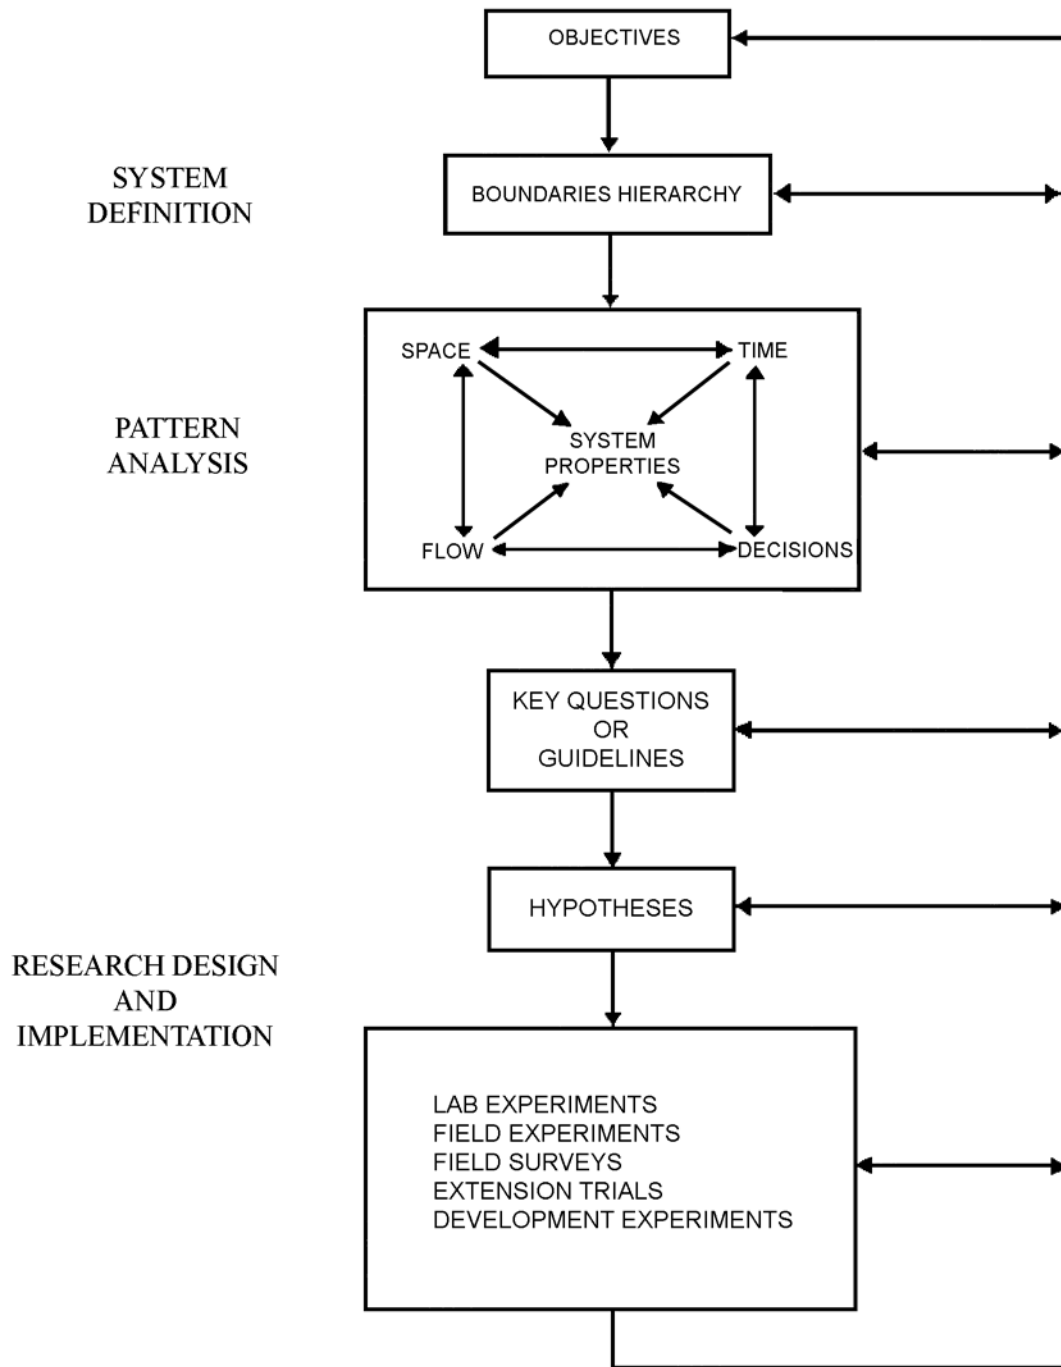 OBJECTIVES
SYSTEM
DEFINITION
BOUNDARIES HIERARCHY
SPACE
TIME
PATTERN
ANALYSIS
SYSTEM
PROPERTIES
FLOW
DECISIONS
KEY QUESTIONS
OR
GUIDELINES
HYPOTHESES
RESEARCH DESIGN
AND
IMPLEMENTATION
LAB EXPERIMENTS
FIELD EXPERIMENTS
FIELD SURVEYS
EXTENSION TRIALS
DEVELOPMENT EXPERIMENTS